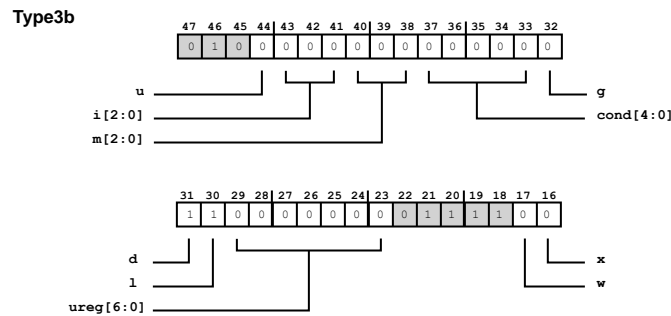 Type3b
47 46 45 44 43 42 41 40 39 38 37 36 35 34 33 32
0 1 0 0 0 0 0 0 0 0 0 0 0 0 0 0
u g
i[2:0] cond[4:0]
m[2:0]
31 30 29 28 27 26 25 24 23 22 21 20 19 18 17 16
1 1 0 0 0 0 0 0 0 0 1 1 1 1 0 0
d x
l w
ureg[6:0]